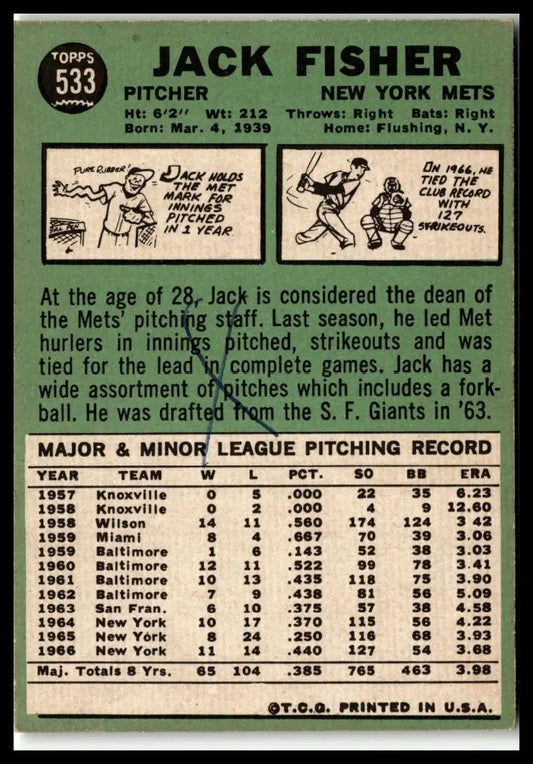 TOPPS
533
JACK FISHER
PITCHER NEW YORK METS
Ht: 6'2" Wt: 212 Throws: Right Bats: Right
Born: Mar. 4, 1939 Home: Flushing, N. Y.
PURE RUBBER!
JACK HOLDS
THE MET
MARK FOR
INNINGS
PITCHED
IN 1 YEAR
ON 1966, HE
TIED THE
CLUB RECORD
WITH
127
STRIKEOUTS.
At the age of 28, Jack is considered the dean of
the Mets' pitching staff. Last season, he led Met
hurlers in innings pitched, strikeouts and was
tied for the lead in complete games. Jack has a
wide assortment of pitches which includes a fork-
ball. He was drafted from the S. F. Giants in '63.
MAJOR & MINOR LEAGUE PITCHING RECORD
YEAR TEAM W L PCT. SO BB ERA
1957 Knoxville 0 5 .000 22 35 6.23
1958 Knoxville 0 2 .000 4 9 12.60
1958 Wilson 14 11 .560 174 124 3 42
1959 Miami 8 4 .667 70 39 3.06
1959 Baltimore 1 6 .143 52 38 3.03
1960 Baltimore 12 11 .522 99 78 3.41
1961 Baltimore 10 13 .435 118 75 3.90
1962 Baltimore 7 9 .438 81 56 5.09
1963 San Fran. 6 10 .375 57 38 4.58
1964 New York 10 17 .370 115 56 4.22
1965 New York 8 24 .250 116 68 3.93
1966 New York 11 14 .440 127 54 3.68
Maj. Totals 8 Yrs. 65 104 .385 765 463 3.98
©T.C.G. PRINTED IN U.S.A.